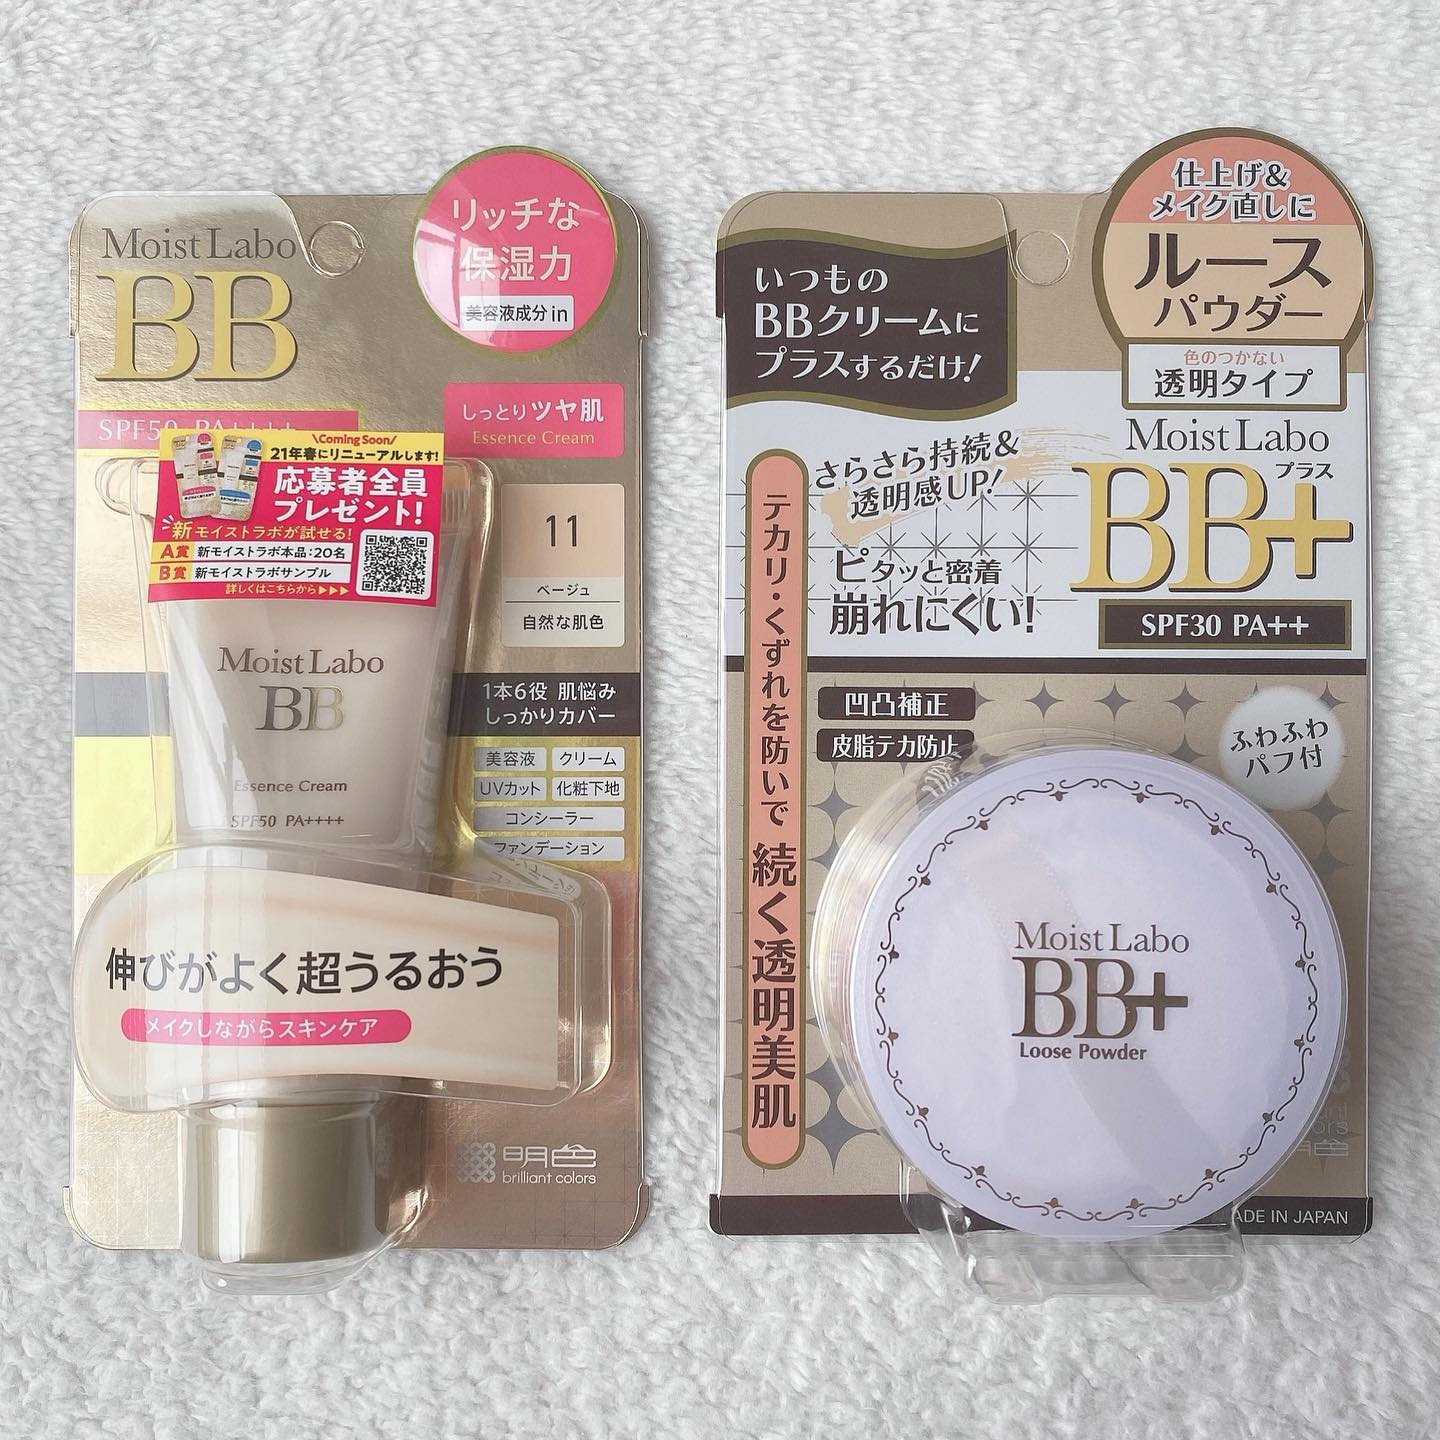 Moist Labo
BB
リッチな
保湿力
美容液成分in
しっとりツヤ肌
Essence Cream
SPF50 PA++++
\Coming Soon/
21年春にリニューアルします!
応募者全員
プレゼント!
新モイストラボが試せる!
A賞 新モイストラボ本品:20名
B賞 新モイストラボサンプル
詳しくはこちらから▶▶▶
11
ベージュ
自然な肌色
Moist Labo
BB
Essence Cream
SPF50 PA++++
1本6役 肌悩み
しっかりカバー
美容液 クリーム
UVカット 化粧下地
コンシーラー
ファンデーション
伸びがよく超うるおう
メイクしながらスキンケア
明色
brilliant colors
仕上げ&
メイク直しに
ルース
パウダー
色のつかない
透明タイプ
いつもの
BBクリームに
プラスするだけ!
Moist Labo
BB+
プラス
SPF30 PA++
さらさら持続&
透明感UP!
ピタッと密着
崩れにくい!
テカリ・くずれを防いで続く透明美肌
凹凸補正
皮脂テカ防止
ふわふわ
パフ付
Moist Labo
BB+
Loose Powder
明色
ADE IN JAPAN